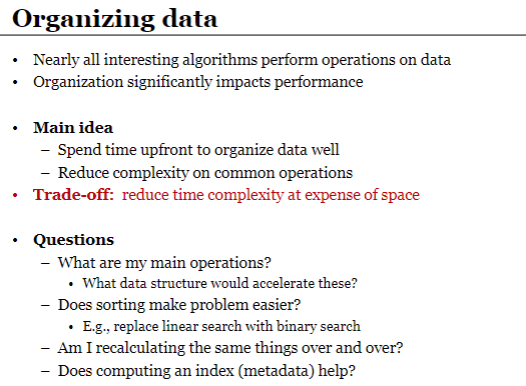 Organizing data
• Nearly all interesting algorithms perform operations on data
• Organization significantly impacts performance
• Main idea
– Spend time upfront to organize data well
– Reduce complexity on common operations
• Trade-off: reduce time complexity at expense of space
• Questions
– What are my main operations?
• What data structure would accelerate these?
– Does sorting make problem easier?
• E.g., replace linear search with binary search
– Am I recalculating the same things over and over?
– Does computing an index (metadata) help?